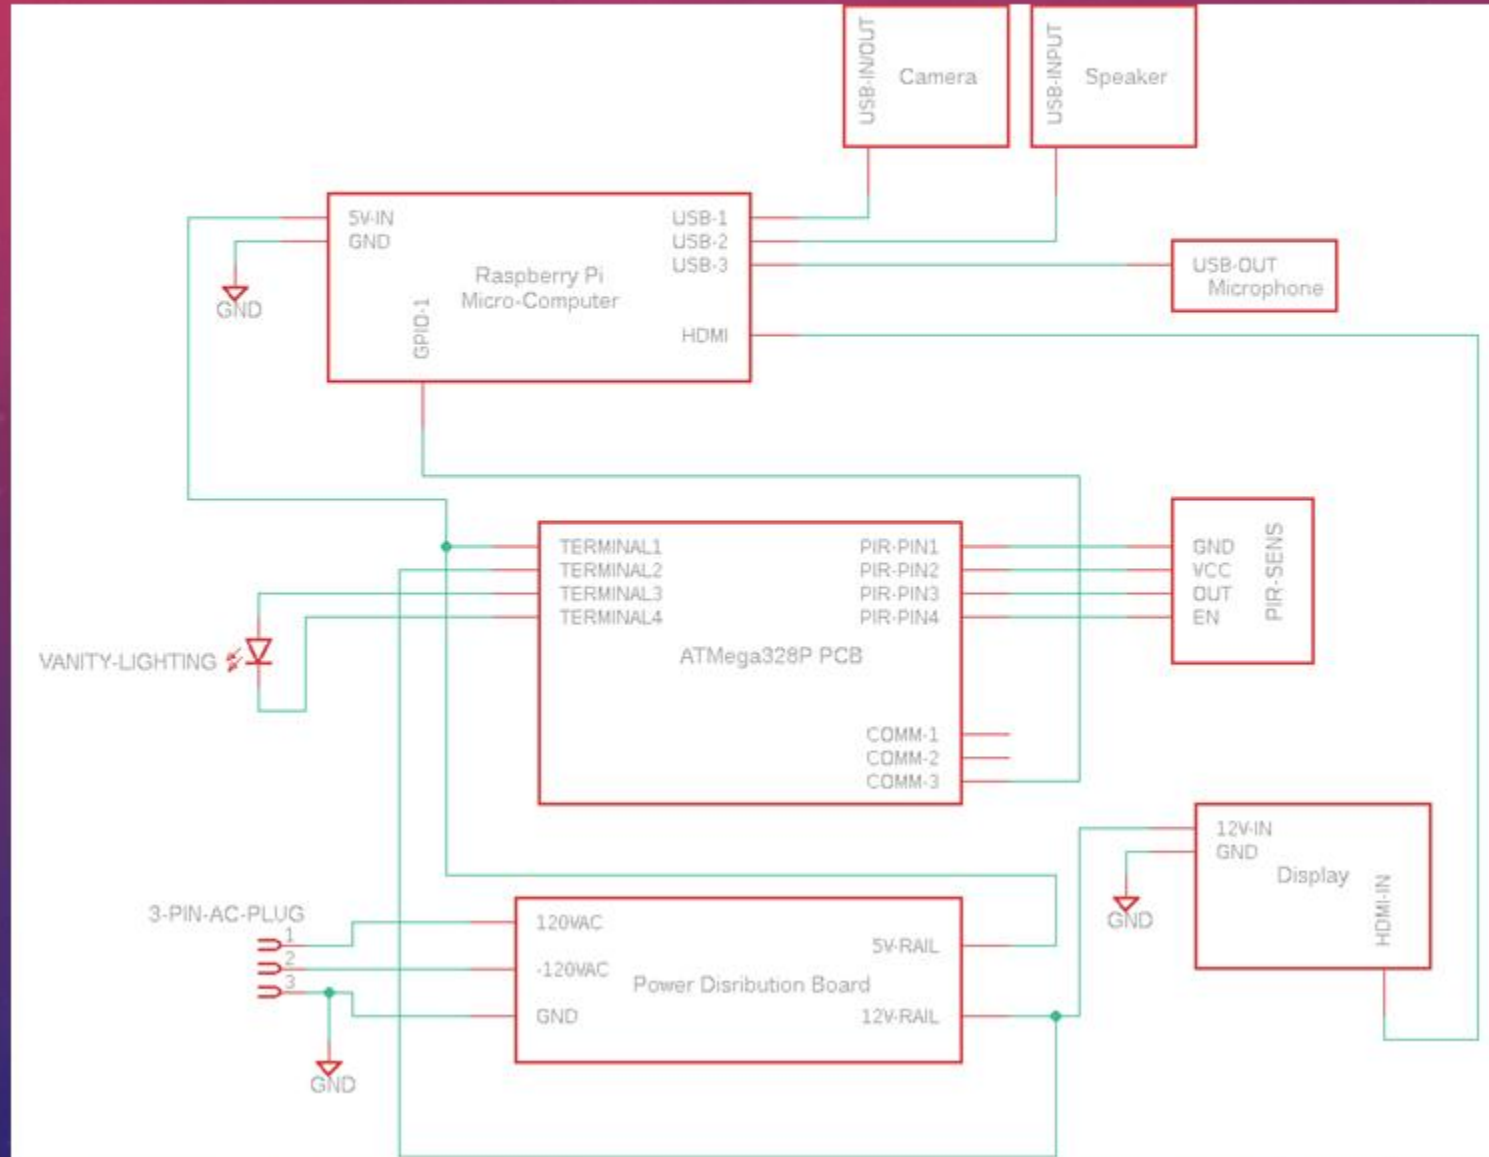 USB-IN/OUT
Camera
USB-INPUT
Speaker
5V-IN
GND
GPIO-1
Raspberry Pi
Micro-Computer
USB-1
USB-2
USB-3
HDMI
GND
USB-OUT
Microphone
TERMINAL1
TERMINAL2
TERMINAL3
TERMINAL4
ATMega328P PCB
PIR-PIN1
PIR-PIN2
PIR-PIN3
PIR-PIN4
COMM-1
COMM-2
COMM-3
GND
VCC
OUT
EN
PIR-SENS
VANITY-LIGHTING
12V-IN
GND
Display
HDMI-IN
GND
3-PIN-AC-PLUG
1
2
3
GND
120VAC
-120VAC
GND
Power Disribution Board
5V-RAIL
12V-RAIL